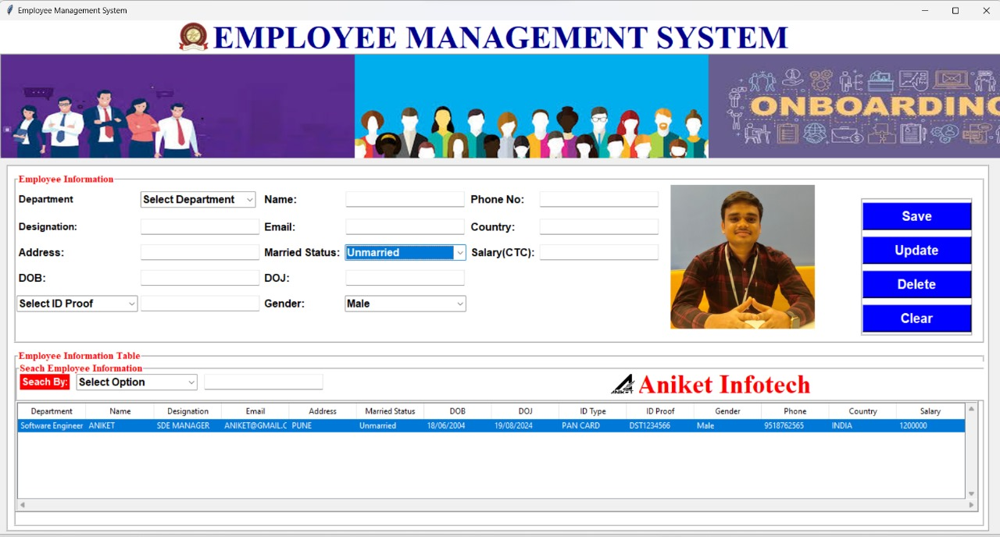 Employee Management System
EMPLOYEE MANAGEMENT SYSTEM
ONBOARDING
Employee Information
Department Select Department Name: Phone No:
Designation: Email: Country:
Address: Married Status: Unmarried Salary(CTC):
DOB: DOJ:
Select ID Proof Gender: Male
Save
Update
Delete
Clear
Employee Information Table
Seach Employee Information
Seach By: Select Option
ANIKET
Aniket Infotech
Department Name Designation Email Address Married Status DOB DOJ ID Type ID Proof Gender Phone Country Salary
Software Engineer ANIKET SDE MANAGER ANIKET@GMAIL.C PUNE Unmarried 18/06/2004 19/08/2024 PAN CARD DST1234566 Male 9518762565 INDIA 1200000